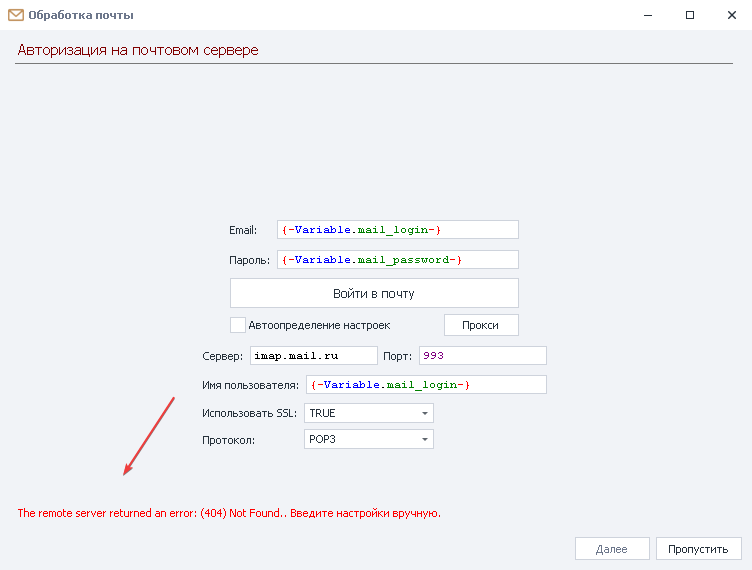 Обработка почты
Авторизация на почтовом сервере
Email: {-Variable.mail_login-}
Пароль: {-Variable.mail_password-}
Войти в почту
Автоопределение настроек Прокси
Сервер: imap.mail.ru Порт: 993
Имя пользователя: {-Variable.mail_login-}
Использовать SSL: TRUE
Протокол: POP3
The remote server returned an error: (404) Not Found.. Введите настройки вручную.
Далее Пропустить